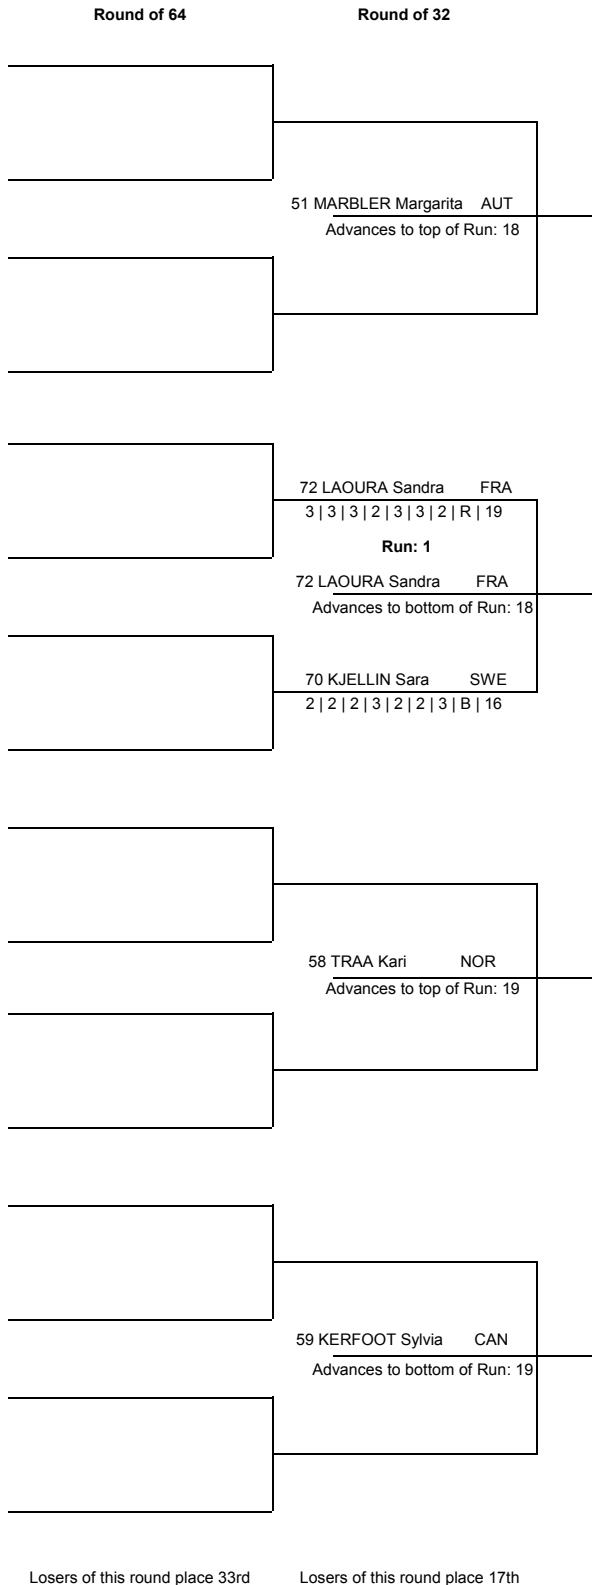 Round of 64 Round of 32
51 MARBLER Margarita AUT
Advances to top of Run: 18
72 LAOURA Sandra FRA
3 | 3 | 3 | 2 | 3 | 3 | 2 | R | 19
Run: 1
72 LAOURA Sandra FRA
Advances to bottom of Run: 18
70 KJELLIN Sara SWE
2 | 2 | 2 | 3 | 2 | 2 | 3 | B | 16
58 TRAA Kari NOR
Advances to top of Run: 19
59 KERFOOT Sylvia CAN
Advances to bottom of Run: 19
Losers of this round place 33rd Losers of this round place 17th